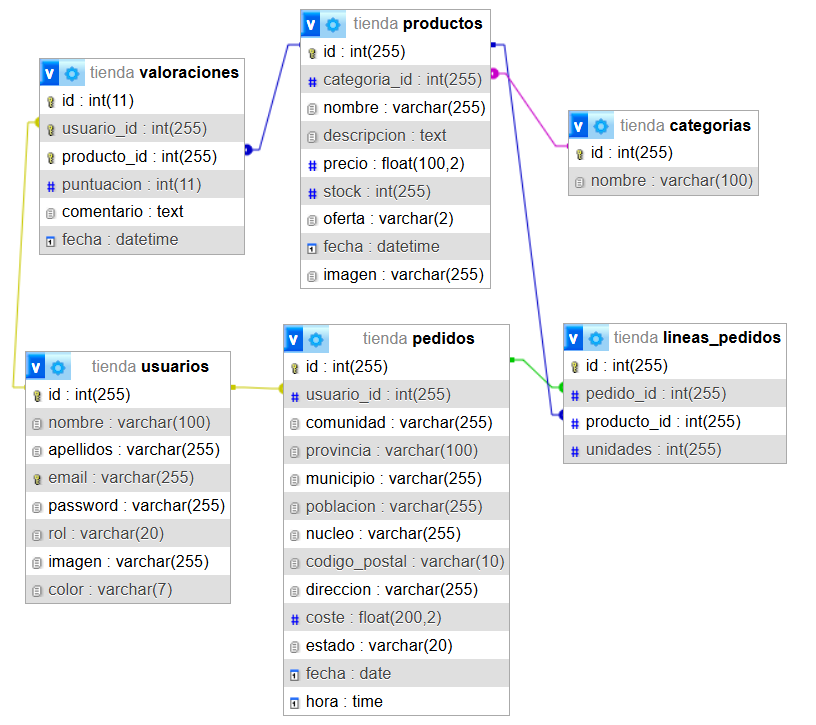 v tienda productos
id : int(255)
categoria_id : int(255)
nombre : varchar(255)
descripcion : text
precio : float(100,2)
stock : int(255)
oferta : varchar(2)
fecha : datetime
imagen : varchar(255)
v tienda valoraciones
id : int(11)
usuario_id : int(255)
producto_id : int(255)
puntuacion : int(11)
comentario : text
fecha : datetime
v tienda categorias
id : int(255)
nombre : varchar(100)
v tienda usuarios
id : int(255)
nombre : varchar(100)
apellidos : varchar(255)
email : varchar(255)
password : varchar(255)
rol : varchar(20)
imagen : varchar(255)
color : varchar(7)
v tienda pedidos
id : int(255)
usuario_id : int(255)
comunidad : varchar(255)
provincia : varchar(100)
municipio : varchar(255)
poblacion : varchar(255)
nucleo : varchar(255)
codigo_postal : varchar(10)
direccion : varchar(255)
coste : float(200,2)
estado : varchar(20)
fecha : date
hora : time
v tienda lineas_pedidos
id : int(255)
pedido_id : int(255)
producto_id : int(255)
unidades : int(255)